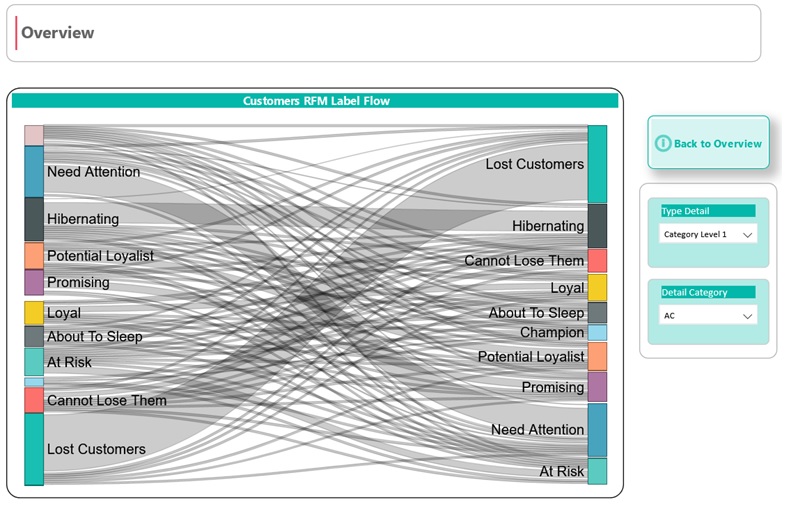 Overview
Customers RFM Label Flow
Need Attention
Hibernating
Potential Loyalist
Promising
Loyal
About To Sleep
At Risk
Cannot Lose Them
Lost Customers
Lost Customers
Hibernating
Cannot Lose Them
Loyal
About To Sleep
Champion
Potential Loyalist
Promising
Need Attention
At Risk
Back to Overview
Type Detail
Category Level 1
Detail Category
AC